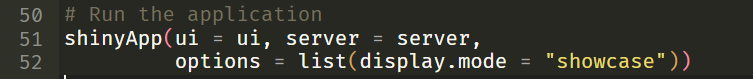 50 # Run the application
51 shinyApp(ui = ui, server = server,
52          options = list(display.mode = "showcase"))